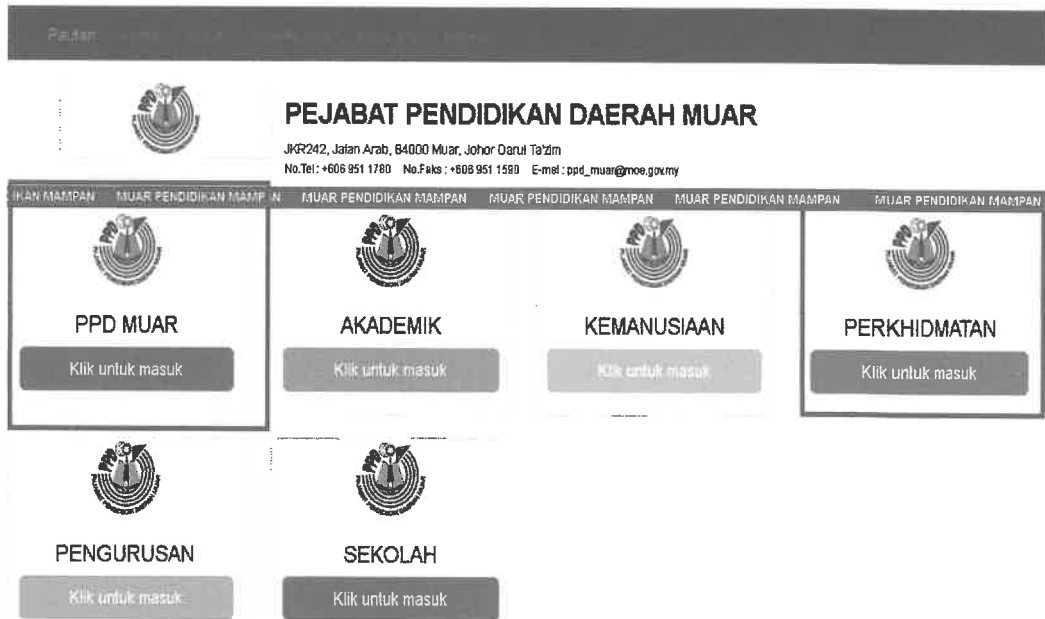 Pautan
PEJABAT PENDIDIKAN DAERAH MUAR
JKR242, Jalan Arab, 84000 Muar, Johor Darul Ta'zim
No.Tel : +606 951 1780 No.Faks : +606 951 1590 E-mel : ppd_muar@moe.gov.my
IKAN MAMPAN MUAR PENDIDIKAN MAMPAN MUAR PENDIDIKAN MAMPAN MUAR PENDIDIKAN MAMPAN MUAR PENDIDIKAN MAMPAN MUAR PENDIDIKAN MAMPAN
PPD MUAR
Klik untuk masuk
AKADEMIK
Klik untuk masuk
KEMANUSIAAN
Klik untuk masuk
PERKHIDMATAN
Klik untuk masuk
PENGURUSAN
Klik untuk masuk
SEKOLAH
Klik untuk masuk